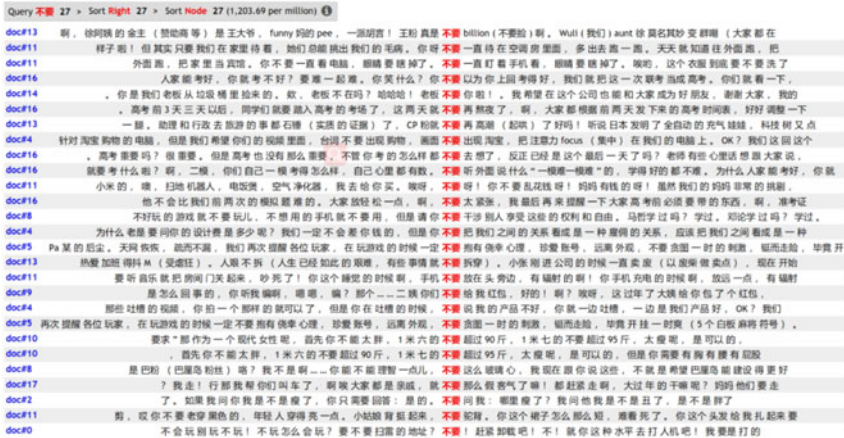 Query 不要 27 > Sort Right 27 > Sort Node 27 (1,203.69 per million)
doc#13 啊，徐阿姨的 金主 （ 赞助商 等 ）是 王大爷，funny 妈的 pee，一派胡言！王粉 真是 不要 billion（不要脸）啊。Wuli（我们）aunt 徐 莫名其妙 变 群嘲（大家 都在
doc#11 样子 啦！但 其实 只要 我们 在 家里 待着，她们 总能 挑出 我们的 毛病。你 呀 不要 一直 待在 空调 房 里面，多 出去 跑 一 跑。天天 就 知道 往 外面 跑，把
doc#11 外面 跑，把 家里 当 宾馆。你 不要 一直 看 电脑，眼睛 要 瞎 掉了。不要 一直 盯着 手机 看，眼睛 要 瞎 掉了。唉哟，这个 衣服 到底 要不要 洗 了
doc#16 人家 能 考好，你 就 考 不好？要 难 一起 难。你 笑 什么？你 不要 以为 你 上回 考得 好，我们 就 把 这一次 联考 当成 高考。你们 就 看 一下，
doc#14 。你 是 我们 老板 从 垃圾 桶里 捡来 的。欸，老板 不在 吗？哈哈哈！老板 不要 你 啦！。我 希望 在 这个 公司 也 能 和 大家 成为 好 朋友，谢谢 大家，我的
doc#16 。高考 前 3 天 三天 以后，同学们 就要 踏入 高考 的 考场 了，这 两天 就 不要 再 熬夜 了。啊，大家 都 根据 前 两天 发下来 的 高考 时间表，好好 调整 一下
doc#13 一腿。助理 和 行政 去 旅游 的事 都 石锤（实质 的 证据）了，CP 粉 就 不要 再 高潮（起哄）了 好吗！听说 日本 发明 了 全自动 的 充气 娃娃，科技 树 又 点
doc#4 针对 淘宝 购物 的 电脑，但是 我们 希望 你们 的 视频 里面，台词 不要 出现 购物，画面 不要 出现 淘宝，把 注意力 focus（集中）在 我们 的 电脑 上。OK？我们 这 回 这个
doc#16 。高考 重要 吗？很 重要。但是 高考 也 没有 那么 重要。不管 你 考 的 怎么样 都 不要 去 想了，反正 已经 是 这个 最后 一天 了 吗？老师 有些 心里话 想 跟 大家 说，
doc#16 就要 考 什么 啦？啊，二模，你们 自己 一模 考得 怎么样，自己 心里 都 有数。不要 听 外面 说 什么 “一模难一模难” 的，学得 好的 都 不难。为什么 人家 能 考好，你 就
doc#11 小米 的，噢，扫地 机器人，电饭煲，空气 净化器，我 去给你 买。唉呀，不要 呀！你 不要 乱 花钱 呀！妈妈 有钱 的 呀！虽然 我们 的 妈妈 非常 的 挑剔，
doc#16 他 不会 比 我们 前 两次 的 模拟 题 难 的。大家 放轻松 一点，啊，不要 太 紧张，我 最后 再来 提醒 一下 大家 高考 前 必须 要 带 的 东西，啊，准考证
doc#8 不 好玩 的 游戏 就 不要 玩儿，不想用 的 手机 就 不要 用，但是 请 你 不要 干涉 别人 享受 这些 的 权利 和 自由。马哲 学过 吗？学过。邓论 学过 吗？学过。
doc#4 为什么 老是 要 问 你的 设计费 是 多少 呢？我们 一定 不会 差 你 钱 的，但是 你 不要 把 我们 之间 的 关系 看成 是 一种 雇佣 的 关系，应该 把 我们 之间 看成 是 一种
doc#5 Pa 某 的 后尘。天网 恢恢，疏而不漏，我们 再次 提醒 各位 玩家，在 玩 游戏 的 时候 一定 不要 抱有 侥幸 心理，珍爱 账号，远离 外观，不要 贪图 一时 的 刺激，铤而走险，毕竟 开
doc#13 热爱 加班 得 抖M（受虐狂）。人艰不拆（人生 已经 如此 的 艰难，有些 事情 就 不要 拆穿）。小张 刚进 公司 的 时候 一直 卖 废（以 废柴 做 卖点），现在 开始
doc#11 要 听 音乐 就 把 房间 门 关起来，吵 死了！你 这个 睡觉 的 时候 啊，手机 不要 放在 头 旁边，有 辐射 的 啊！你 手机 充电 的 时候 啊，放远 一点，有 辐射
doc#9 是 怎么 回事 的，你 听我 编 啊，嗯 嗯，编？那个 ...... 二姨 你们 不要 给 我 红包，好的！啊？唉呀，这 过年 了 大姨 给 你 包 了 个 红包，
doc#4 那些 吐槽 的 视频，你 拍 一个 那样 的 就 可以 了，但是 你 在 吐槽 的 时候，不要 说 我 的 产品 不好，你 就 一边 吐槽，一边 是 我们 产品 好，OK？我们
doc#5 再次 提醒 各位 玩家，在 玩 游戏 的 时候 一定 不要 抱有 侥幸 心理，珍爱 账号，远离 外观，不要 贪图 一时 的 刺激，铤而走险，毕竟 开挂 一时 爽（5 个 白板 麻将 符号）。
doc#10 要求 ” 那 作为 一个 现代 女性 呢，首先 你 不能 太胖，1 米 六 的 不要 超过 90 斤，1 米 七 的 不要 超过 95 斤，太 瘦 呢，是 可以 的，
doc#10 ，首先 你 不能 太胖，1 米 六 的 不要 超过 90 斤，1 米 七 的 不要 超过 95 斤，太 瘦 呢，是 可以 的，但是 你 需要 有 胸 有 腰 有 屁股
doc#8 是 巴粉（巴厘岛 粉丝）咯？我 不是 啊 ...... 你 能不能 理智 一点儿，不要 这么 玻璃 心，我 现在 跟 你 说 这些，不就是 希望 巴厘岛 能 建设 得 更好
doc#17 ？我 走！行 那 我 帮 你们 叫车 了，啊 唉 大家 都是 亲戚，就 不要 那么 假 客气 了 嘛！都 赶紧 走 啊，大过年 的 干嘛 呢？妈妈 他们 要 走
doc#2 了。如果 我 问 你 我 是不是 瘦了，你 只 需要 回答：是的。不要 问我：哪里 瘦了？我 问 他 我 是不是 丑了，是不是 胖了
doc#11 剪，哎 你 不要 老 穿 黑色 的，年轻人 穿得 亮 一点。小姑娘 背 挺起来，不要 驼背。你 这个 裙子 怎么 那么 短，难看 死了。你 这个 头发 给 我 扎起来 要
doc#0 不 会玩 别玩 不玩！不玩 怎么 会玩？要不要 扫雷 的 地址？不要！赶紧 卸载 吧！不！就 你 这种 水平 去 打 人机 吧！我 要 是 打的